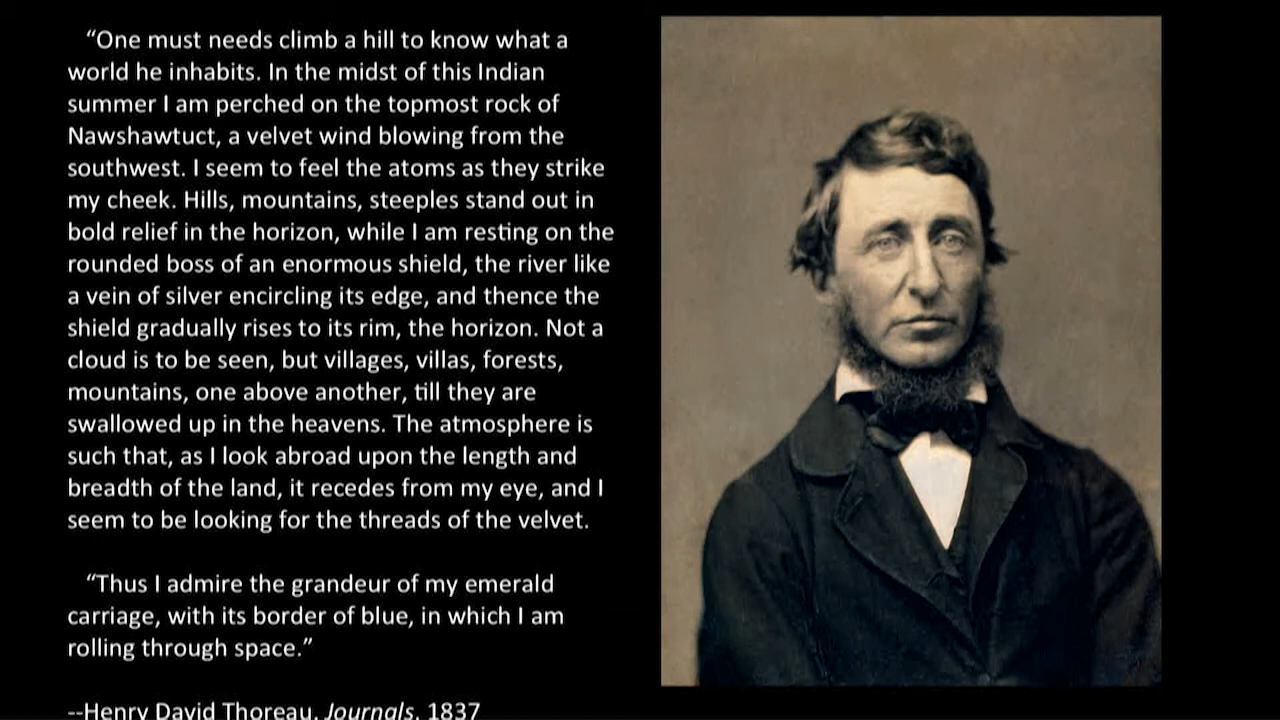 “One must needs climb a hill to know what a
world he inhabits. In the midst of this Indian
summer I am perched on the topmost rock of
Nawshawtuct, a velvet wind blowing from the
southwest. I seem to feel the atoms as they strike
my cheek. Hills, mountains, steeples stand out in
bold relief in the horizon, while I am resting on the
rounded boss of an enormous shield, the river like
a vein of silver encircling its edge, and thence the
shield gradually rises to its rim, the horizon. Not a
cloud is to be seen, but villages, villas, forests,
mountains, one above another, till they are
swallowed up in the heavens. The atmosphere is
such that, as I look abroad upon the length and
breadth of the land, it recedes from my eye, and I
seem to be looking for the threads of the velvet.
“Thus I admire the grandeur of my emerald
carriage, with its border of blue, in which I am
rolling through space.”
--Henry David Thoreau, Journals, 1837